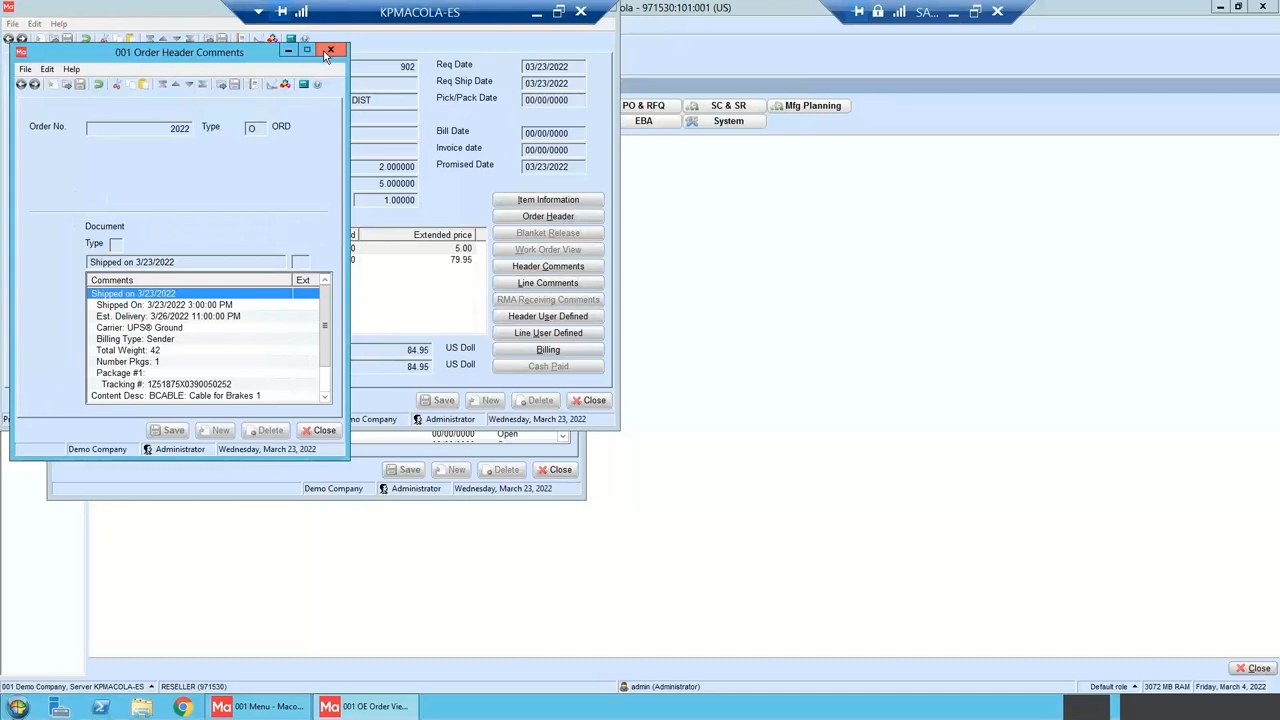 KPMACOLA-ES
SA...
ola - 971530:101:001 (US)
File Edit View
001 Order Header Comments
File Edit Help
Order No. 2022 Type O ORD
Document
Type
Shipped on 3/23/2022
Comments Ext
Shipped on 3/23/2022
Shipped On: 3/23/2022 3:00:00 PM
Est. Delivery: 3/26/2022 11:00:00 PM
Carrier: UPS® Ground
Billing Type: Sender
Total Weight: 42
Number Pkgs: 1
Package #1:
Tracking #: 1Z51875X0390050252
Content Desc: BCABLE: Cable for Brakes 1
Save New Delete Close
Demo Company Administrator Wednesday, March 23, 2022
902
DIST
2.000000
5.000000
1.00000
Req Date 03/23/2022
Req Ship Date 03/23/2022
Pick/Pack Date 00/00/0000
Bill Date 00/00/0000
Invoice date 00/00/0000
Promised Date 03/23/2022
d Extended price
0 5.00
0 79.95
84.95 US Doll
84.95 US Doll
Item Information
Order Header
Blanket Release
Work Order View
Header Comments
Line Comments
RMA Receiving Comments
Header User Defined
Line User Defined
Billing
Cash Paid
Save New Delete Close
mo Company Administrator Wednesday, March 23, 2022
00/00/0000 Open
Save New Delete Close
Demo Company Administrator Wednesday, March 23, 2022
PO & RFQ SC & SR Mfg Planning
EBA System
Close
001 Demo Company, Server KPMACOLA-ES RESELLER (971530) admin (Administrator) Default role 3072 MB RAM Friday, March 4, 2022
Ma 001 Menu - Maco... Ma 001 OE Order Vie...